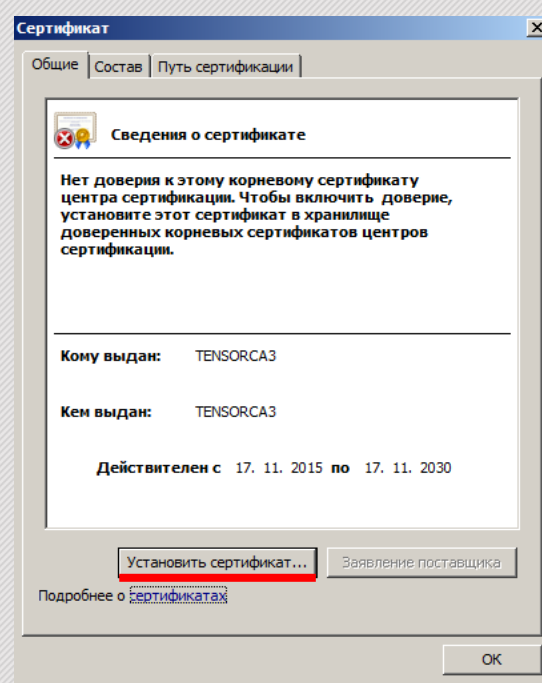 Сертификат
Общие Состав Путь сертификации
Сведения о сертификате
Нет доверия к этому корневому сертификату
центра сертификации. Чтобы включить доверие,
установите этот сертификат в хранилище
доверенных корневых сертификатов центров
сертификации.
Кому выдан: TENSORCA3
Кем выдан: TENSORCA3
Действителен с 17. 11. 2015 по 17. 11. 2030
Установить сертификат... Заявление поставщика
Подробнее о сертификатах
OK